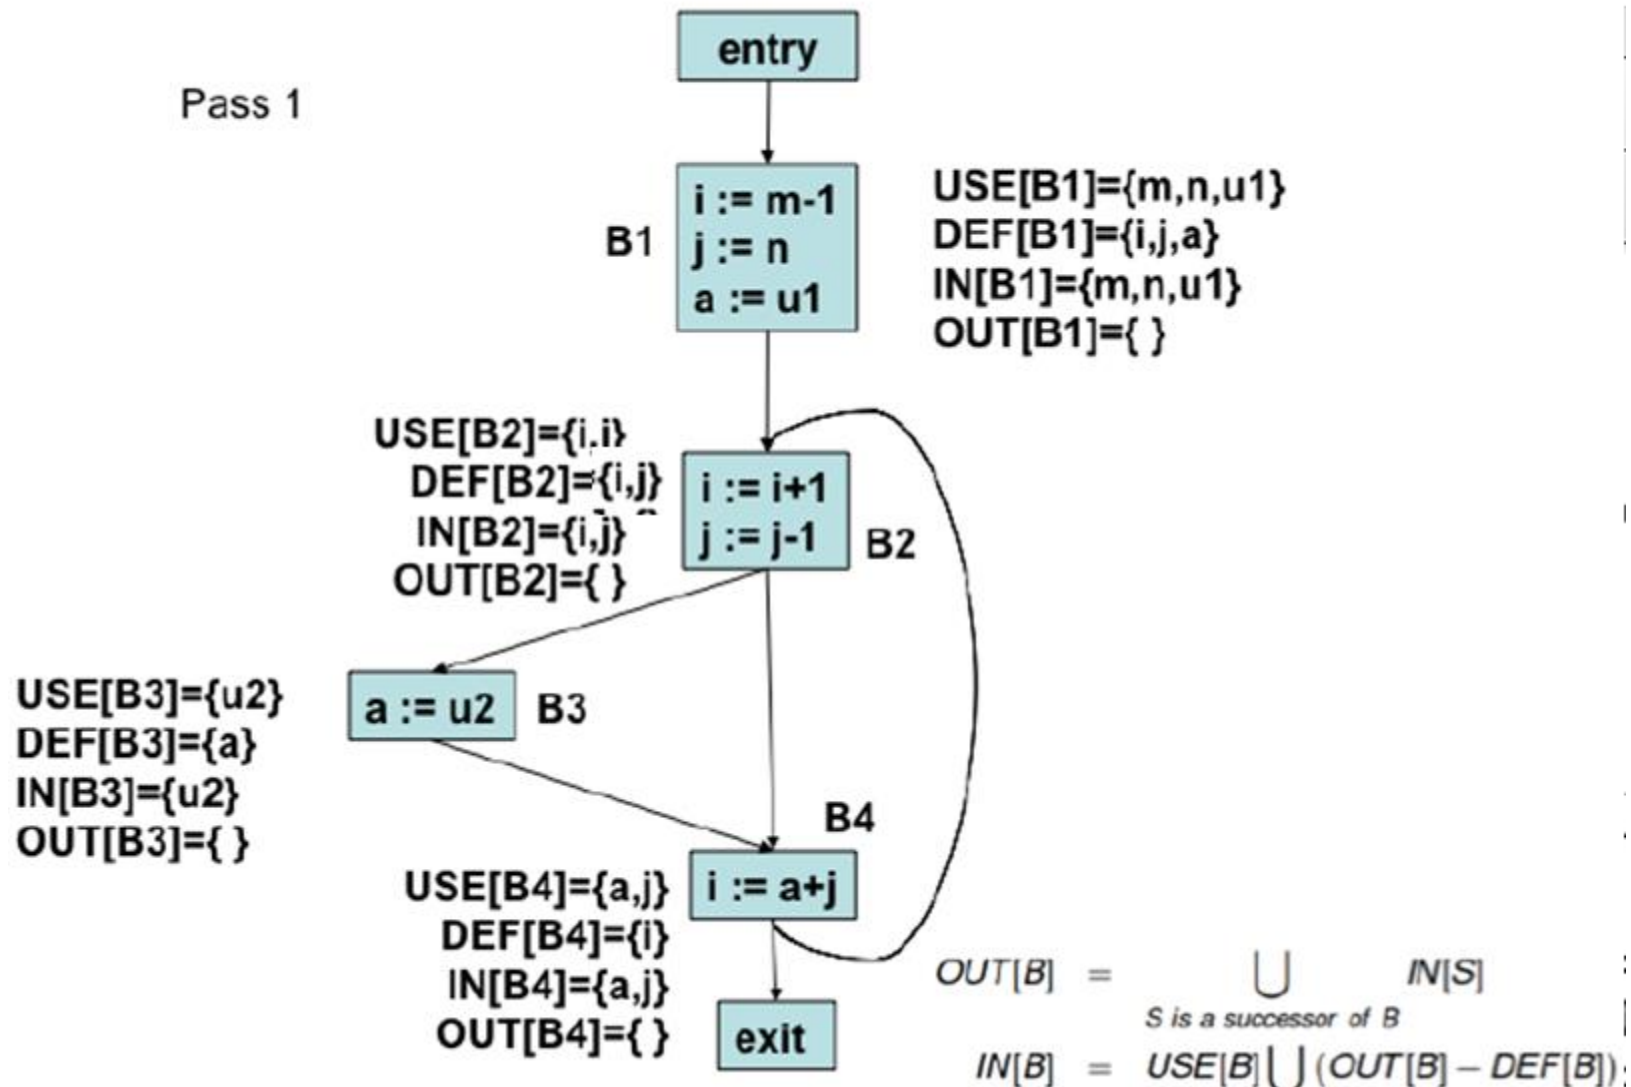 entry
Pass 1
i := m-1
j := n
a := u1
B1
USE[B1]={m,n,u1}
DEF[B1]={i,j,a}
IN[B1]={m,n,u1}
OUT[B1]={ }
USE[B2]={i,i}
DEF[B2]={i,j}
IN[B2]={i,j}
OUT[B2]={ }
i := i+1
j := j-1
B2
USE[B3]={u2}
DEF[B3]={a}
IN[B3]={u2}
OUT[B3]={ }
a := u2
B3
B4
USE[B4]={a,j}
DEF[B4]={i}
IN[B4]={a,j}
OUT[B4]={ }
i := a+j
exit
OUT[B] = ⋃ IN[S]
S is a successor of B
IN[B] = USE[B] ⋃ (OUT[B] − DEF[B])